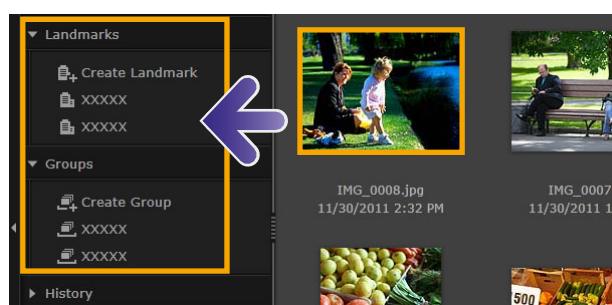 Landmarks
Create Landmark
XXXXX
XXXXX
Groups
Create Group
XXXXX
XXXXX
History
IMG_0008.jpg
11/30/2011 2:32 PM
IMG_0007
11/30/2011 1
500